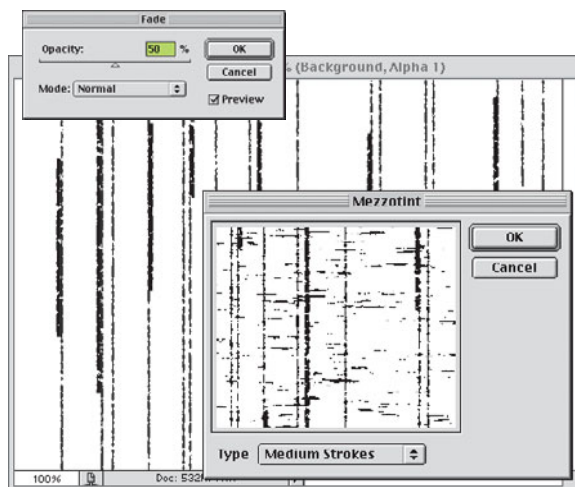 Fade
Opacity: 50 %
OK
Cancel
Mode: Normal
Preview
% (Background, Alpha 1)
Mezzotint
OK
Cancel
Type Medium Strokes
100% Doc: